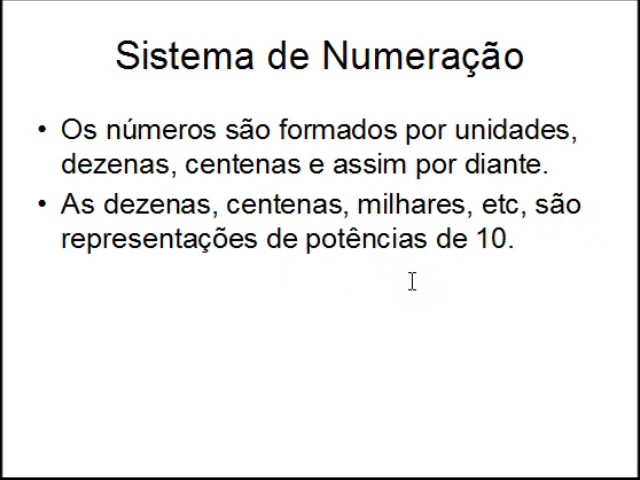 Sistema de Numeração
• Os números são formados por unidades,
dezenas, centenas e assim por diante.
• As dezenas, centenas, milhares, etc, são
representações de potências de 10.